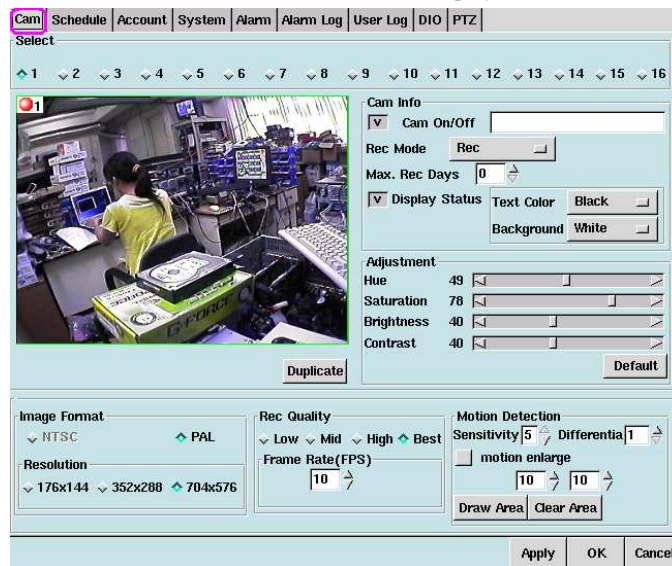 Cam Schedule Account System Alarm Alarm Log User Log DIO PTZ
Select
1 2 3 4 5 6 7 8 9 10 11 12 13 14 15 16
1
Cam Info
V Cam On/Off
Rec Mode Rec
Max. Rec Days 0
V Display Status
Text Color Black
Background White
G-FORCE
Adjustment
Hue 49
Saturation 78
Brightness 40
Contrast 40
Duplicate
Default
Image Format
NTSC PAL
Resolution
176x144 352x288 704x576
Rec Quality
Low Mid High Best
Frame Rate(FPS)
10
Motion Detection
Sensitivity 5 Differentia 1
motion enlarge
10 10
Draw Area Clear Area
Apply OK Cance